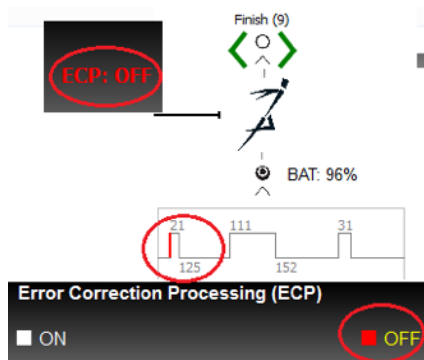 Finish (9)
ECP: OFF
BAT: 96%
21 111 31
125 152
Error Correction Processing (ECP)
ON OFF